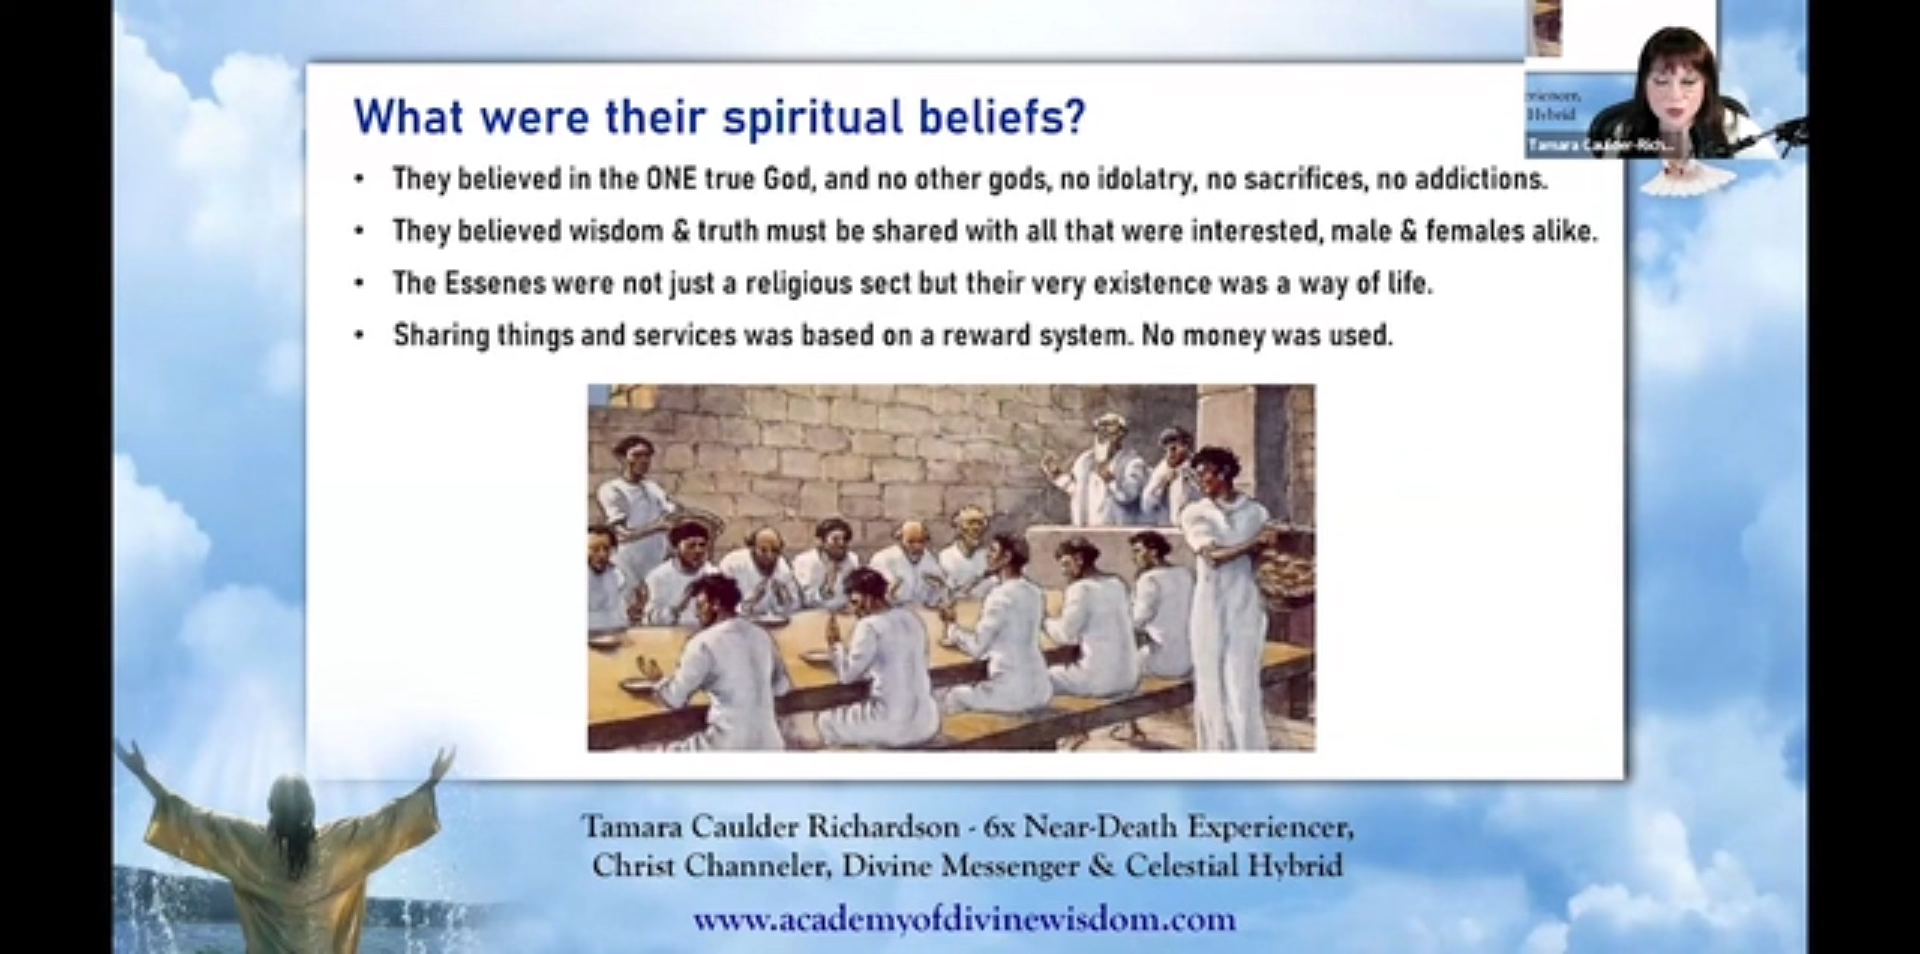 What were their spiritual beliefs?
• They believed in the ONE true God, and no other gods, no idolatry, no sacrifices, no addictions.
• They believed wisdom & truth must be shared with all that were interested, male & females alike.
• The Essenes were not just a religious sect but their very existence was a way of life.
• Sharing things and services was based on a reward system. No money was used.
Hybrid
Tamara Caulder-Rich...
Tamara Caulder Richardson - 6x Near-Death Experiencer,
Christ Channeler, Divine Messenger & Celestial Hybrid
www.academyofdivinewisdom.com